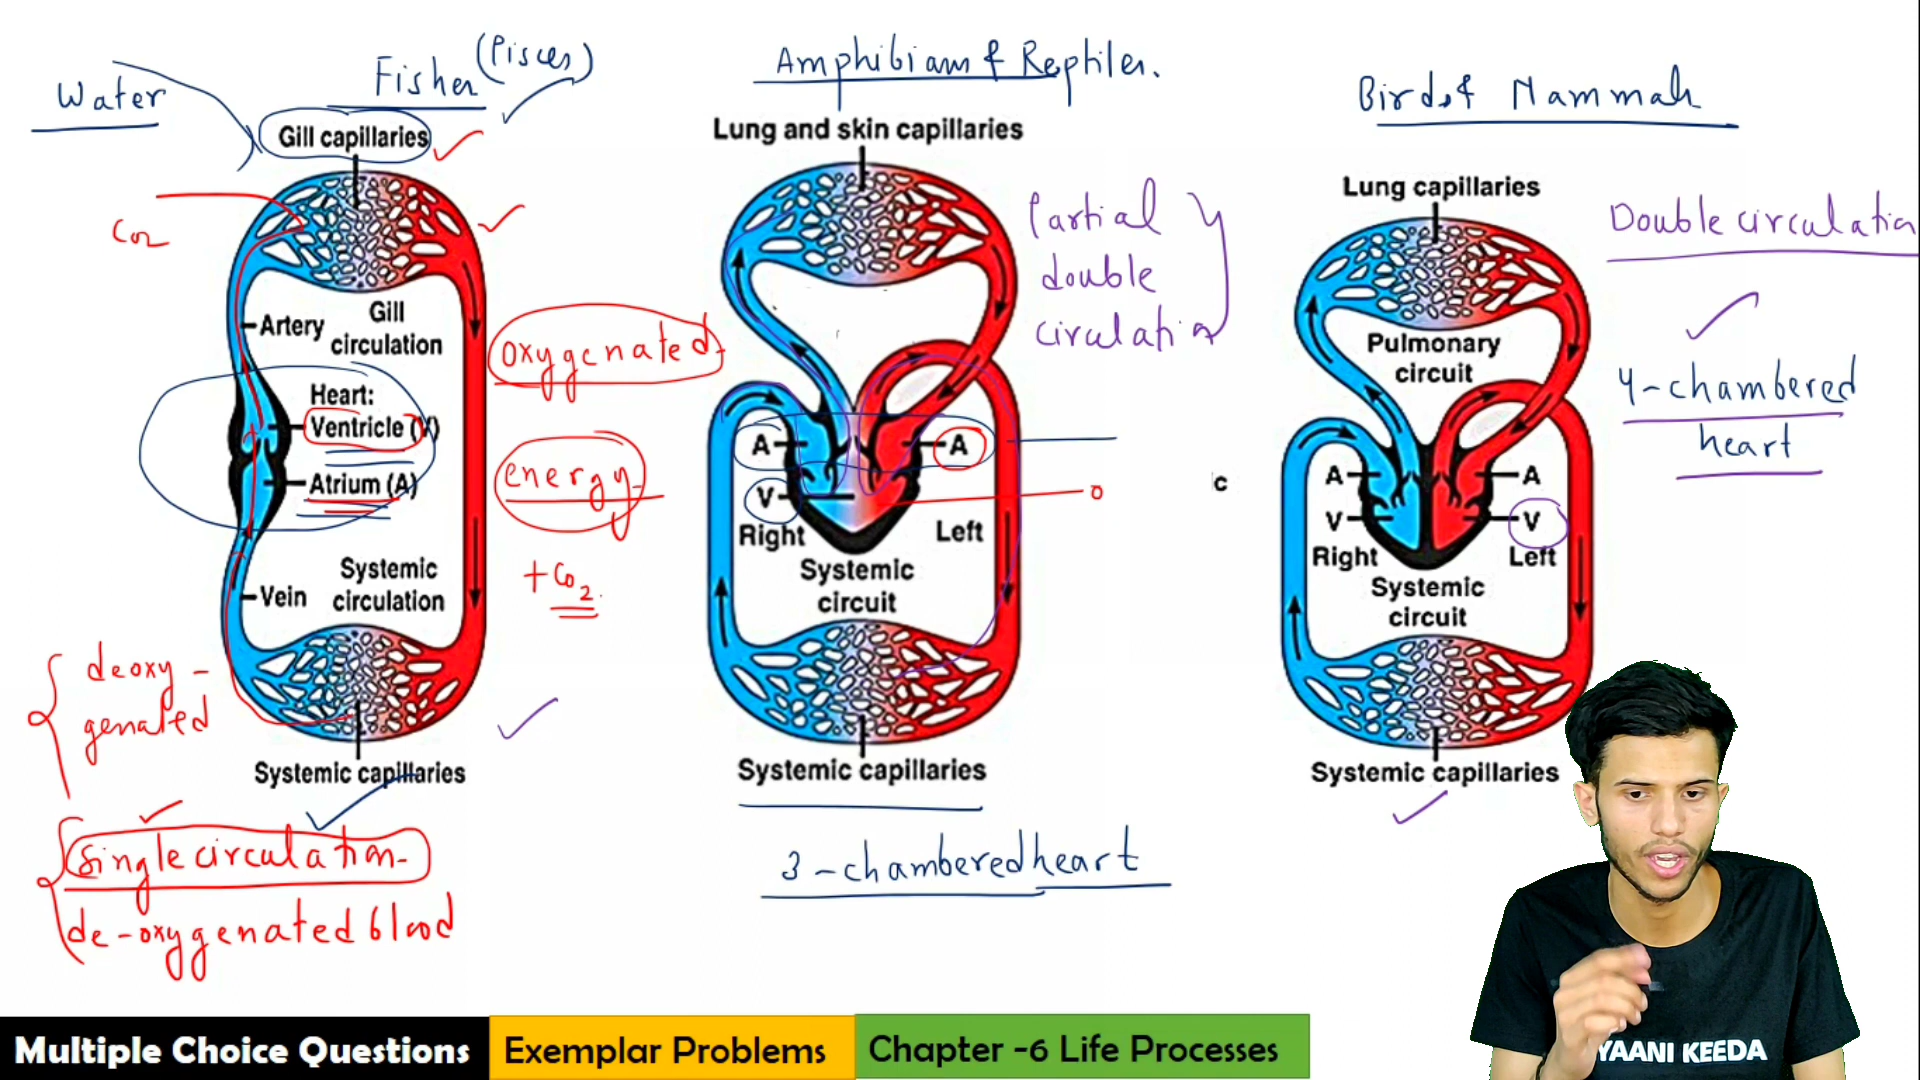 Water
Fisher (Pisces)
Gill capillaries
CO2
Artery
Gill
circulation
Heart:
Ventricle (V)
Atrium (A)
Vein
Systemic
circulation
Systemic capillaries
oxygenated
energy
+ CO2
deoxy-
genated
Single circulation-
de-oxygenated blood
Amphibians & Reptiles.
Lung and skin capillaries
Partial
double
circulation
A
A
V
Right
Left
Systemic
circuit
Systemic capillaries
3-chambered heart
Birds & Mammals
Lung capillaries
Double circulation
Pulmonary
circuit
4-chambered
heart
c
A
A
V
V
Right
Left
Systemic
circuit
Systemic capillaries
YAANI KEEDA
Multiple Choice Questions
Exemplar Problems
Chapter -6 Life Processes